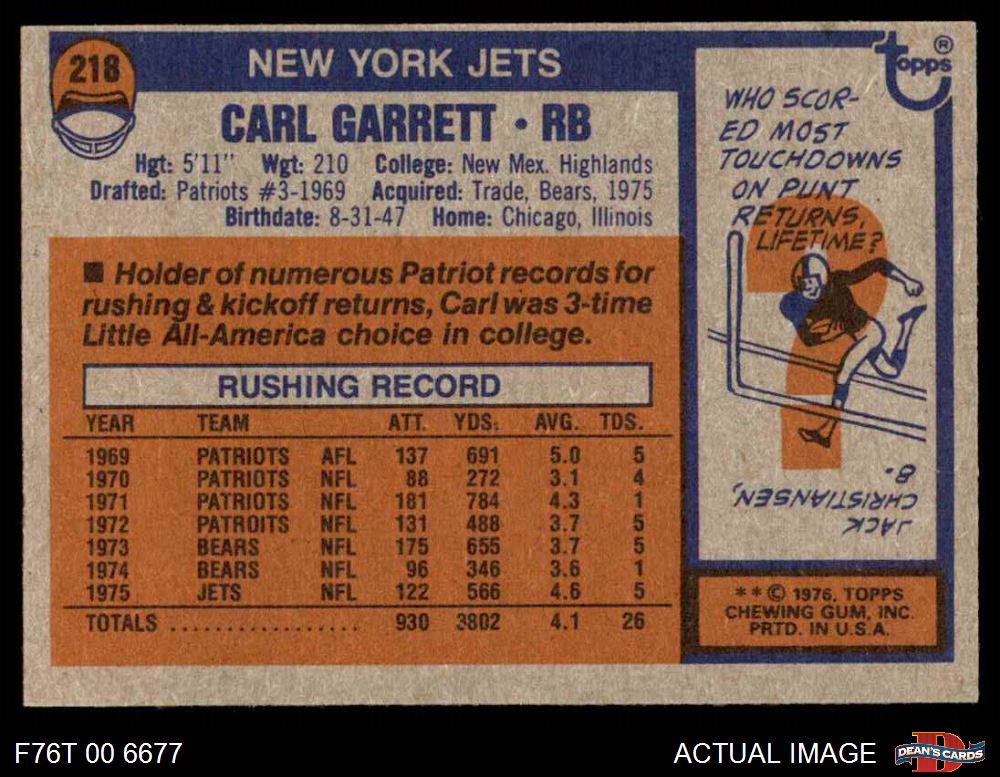 218
NEW YORK JETS
topps®
CARL GARRETT • RB
Hgt: 5'11" Wgt: 210 College: New Mex. Highlands
Drafted: Patriots #3-1969 Acquired: Trade, Bears, 1975
Birthdate: 8-31-47 Home: Chicago, Illinois
■ Holder of numerous Patriot records for
rushing & kickoff returns, Carl was 3-time
Little All-America choice in college.
RUSHING RECORD
YEAR TEAM ATT. YDS. AVG. TDS.
1969 PATRIOTS AFL 137 691 5.0 5
1970 PATRIOTS NFL 88 272 3.1 4
1971 PATRIOTS NFL 181 784 4.3 1
1972 PATROITS NFL 131 488 3.7 5
1973 BEARS NFL 175 655 3.7 5
1974 BEARS NFL 96 346 3.6 1
1975 JETS NFL 122 566 4.6 5
TOTALS .................. 930 3802 4.1 26
WHO SCOR-
ED MOST
TOUCHDOWNS
ON PUNT
RETURNS,
LIFETIME?
?
JACK
CHRISTIANSEN,
8.
** © 1976. TOPPS
CHEWING GUM, INC.
PRTD. IN U.S.A.
F76T 00 6677
ACTUAL IMAGE
D
DEAN'S CARDS